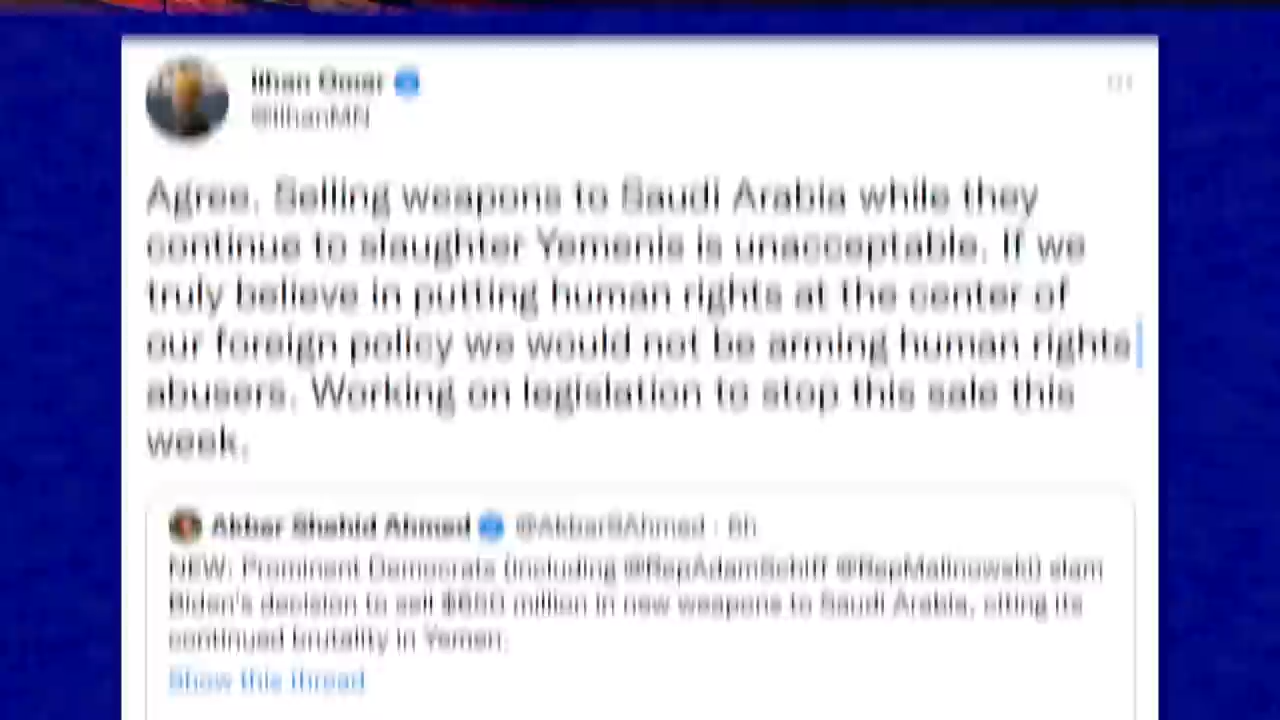 Ilhan Omar
@IlhanMN
Agree. Selling weapons to Saudi Arabia while they
continue to slaughter Yemenis is unacceptable. If we
truly believe in putting human rights at the center of
our foreign policy we would not be arming human rights
abusers. Working on legislation to stop this sale this
week.
Akbar Shahid Ahmed @AkbarSAhmed ·
NEW: Prominent Democrats (including @RepAdamSchiff @RepMalinowski) slam
Biden's decision to sell $650 million in new weapons to Saudi Arabia, citing its
continued brutality in Yemen.
Show this thread